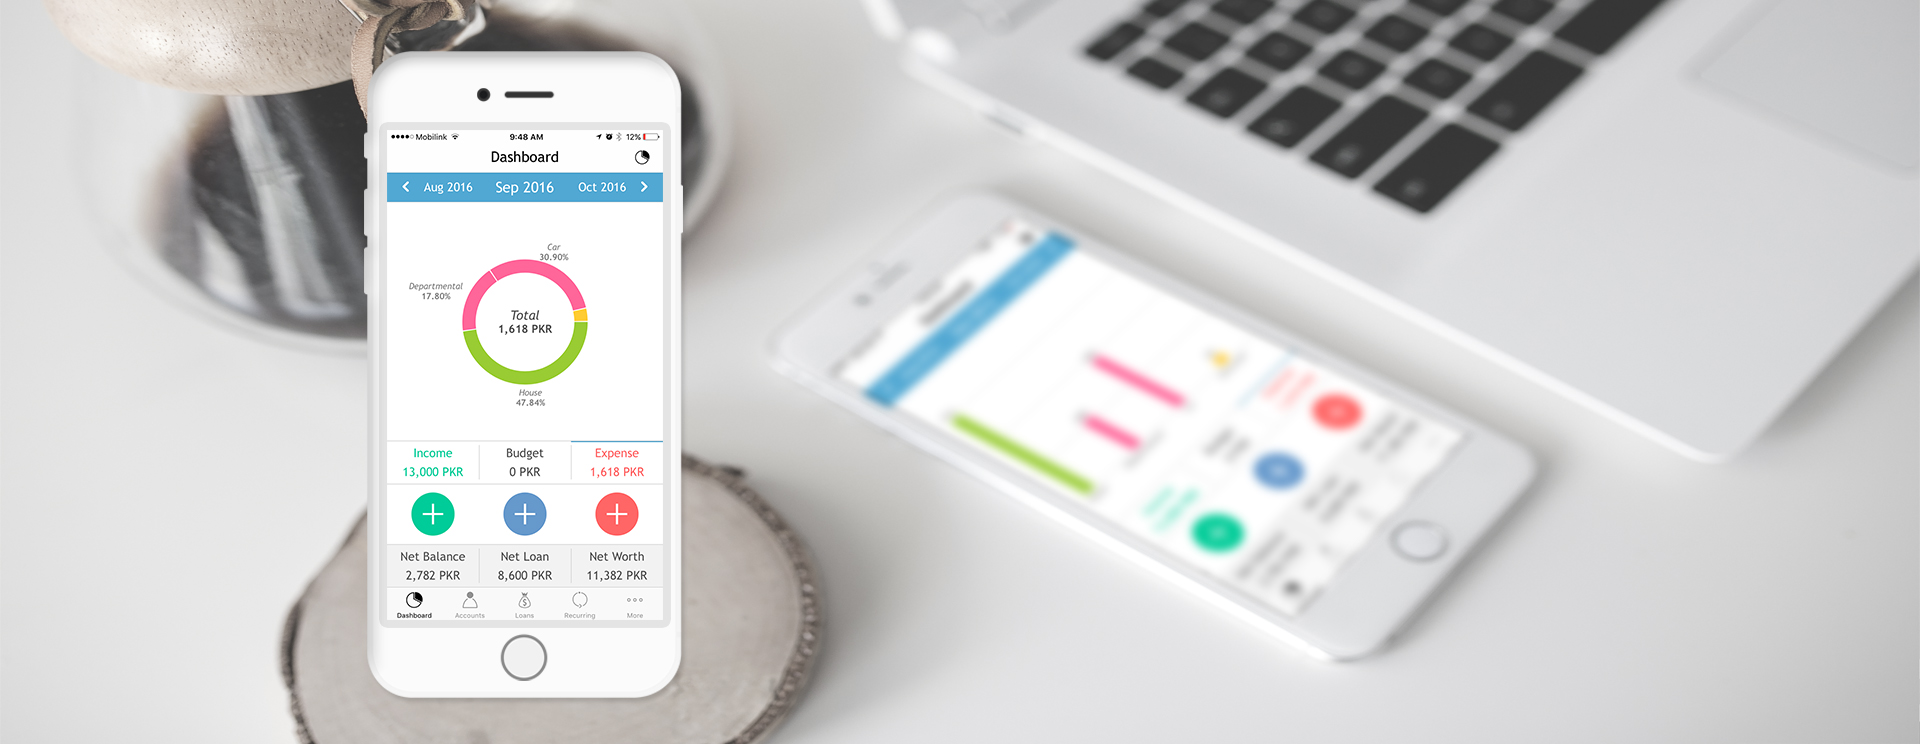 Mobilink 9:48 AM 12%
Dashboard
Aug 2016 Sep 2016 Oct 2016
Car
30.90%
Departmental
17.80%
Total
1,618 PKR
House
47.84%
Income Budget Expense
13,000 PKR 0 PKR 1,618 PKR
Net Balance Net Loan Net Worth
2,782 PKR 8,600 PKR 11,382 PKR
Dashboard Accounts Loans Recurring More